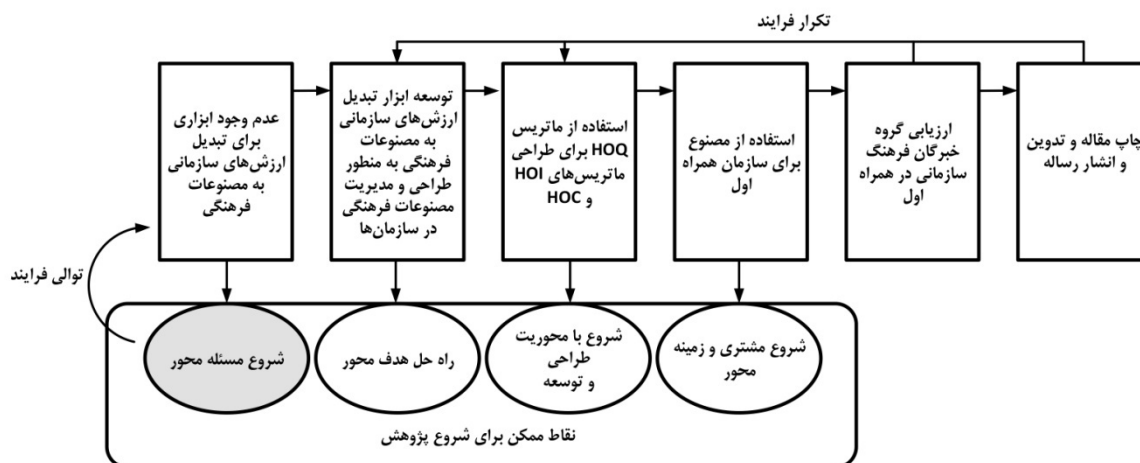 تکرار فرایند
عدم وجود ابزاری
برای تبدیل
ارزش‌های سازمانی
به مصنوعات
فرهنگی
توسعه ابزار تبدیل
ارزش‌های سازمانی
به مصنوعات
فرهنگی به منظور
طراحی و مدیریت
مصنوعات فرهنگی
در سازمان‌ها
استفاده از ماتریس
HOQ برای طراحی
ماتریس‌های HOI
و HOC
استفاده از مصنوع
برای سازمان همراه
اول
ارزیابی گروه
خبرگان فرهنگ
سازمانی در همراه
اول
چاپ مقاله و تدوین
و انشار رساله
توالی فرایند
شروع مسئله محور
راه حل هدف محور
شروع با محوریت
طراحی
و توسعه
شروع مشتری و زمینه
محور
نقاط ممکن برای شروع پژوهش